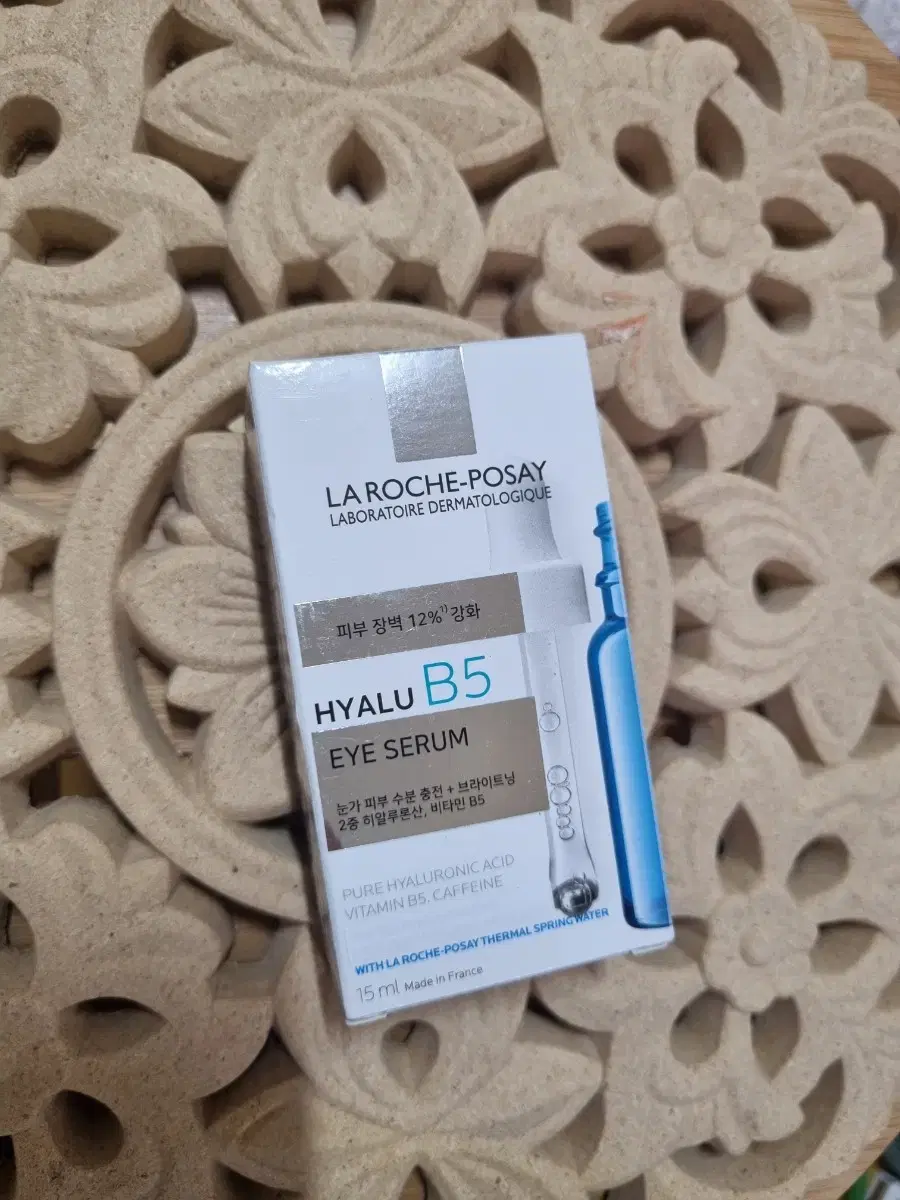 LA ROCHE-POSAY
LABORATOIRE DERMATOLOGIQUE
피부 장벽 12%¹⁾ 강화
HYALU B5
EYE SERUM
눈가 피부 수분 충전 + 브라이트닝
2중 히알루론산, 비타민 B5
PURE HYALURONIC ACID
VITAMIN B5. CAFFEINE
WITH LA ROCHE-POSAY THERMAL SPRING WATER
15 ml Made in France